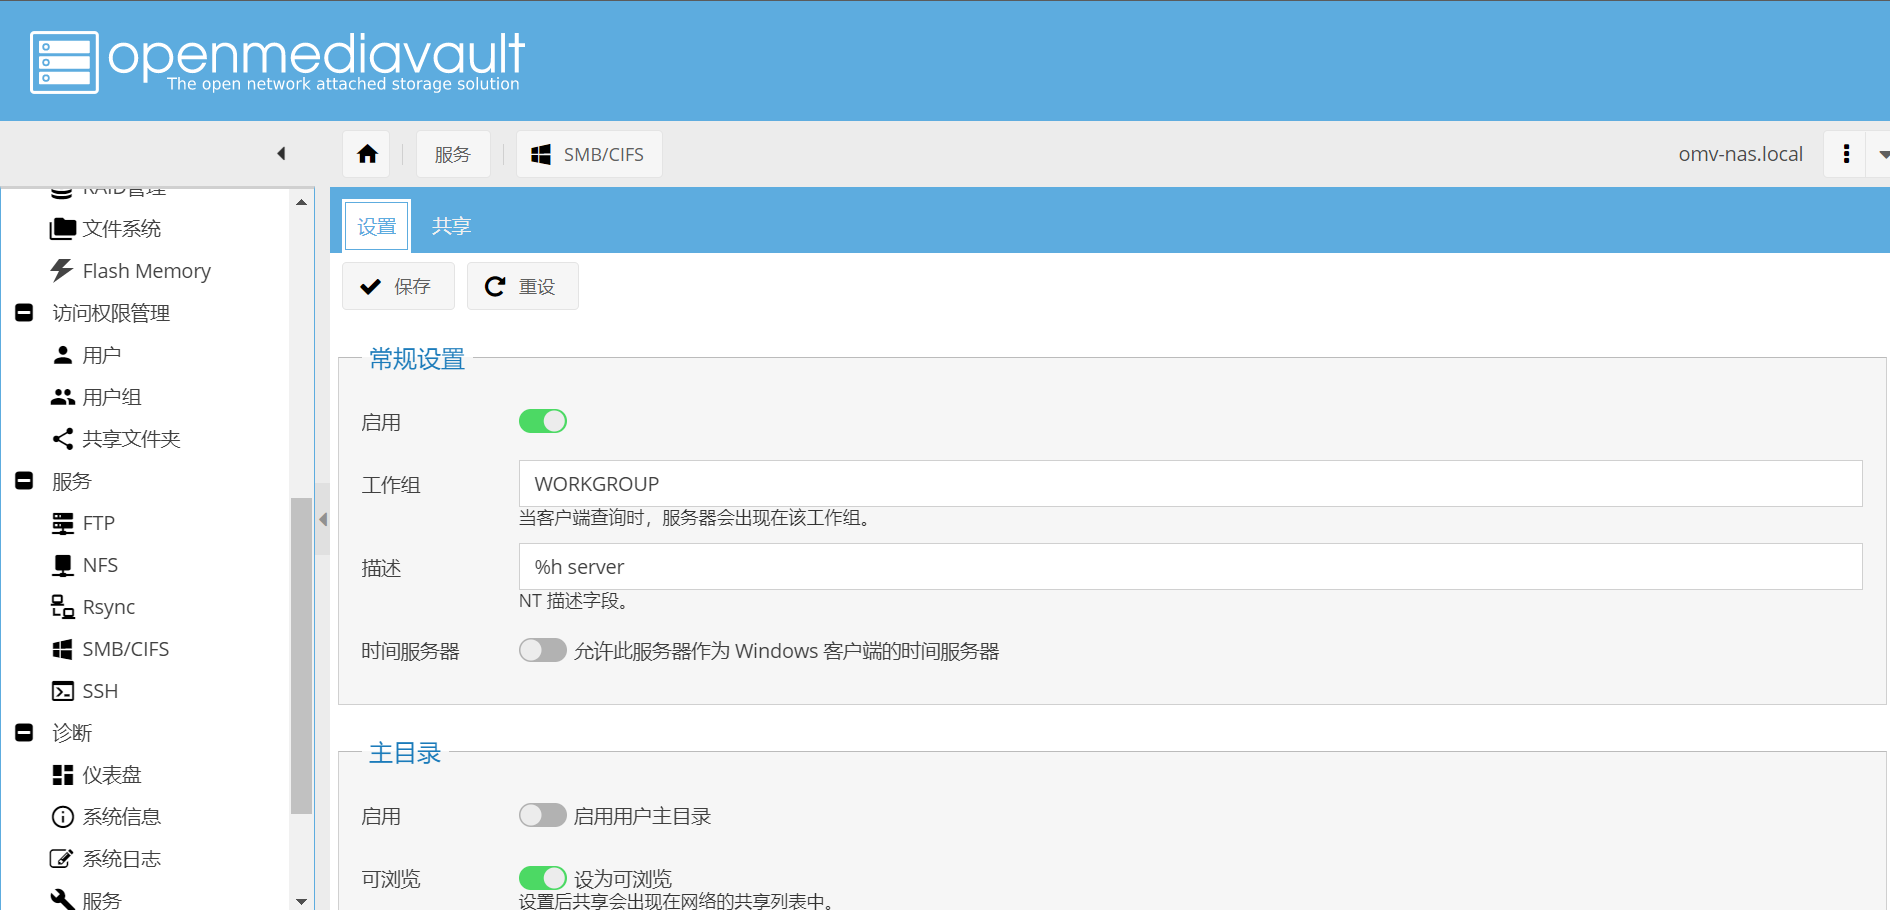 openmediavault
The open network attached storage solution
服务
SMB/CIFS
omv-nas.local
RAID管理
文件系统
Flash Memory
访问权限管理
用户
用户组
共享文件夹
服务
FTP
NFS
Rsync
SMB/CIFS
SSH
诊断
仪表盘
系统信息
系统日志
服务
设置
共享
保存
重设
常规设置
启用
工作组
WORKGROUP
当客户端查询时，服务器会出现在该工作组。
描述
%h server
NT 描述字段。
时间服务器
允许此服务器作为 Windows 客户端的时间服务器
主目录
启用
启用用户主目录
可浏览
设为可浏览
设置后共享会出现在网络的共享列表中。